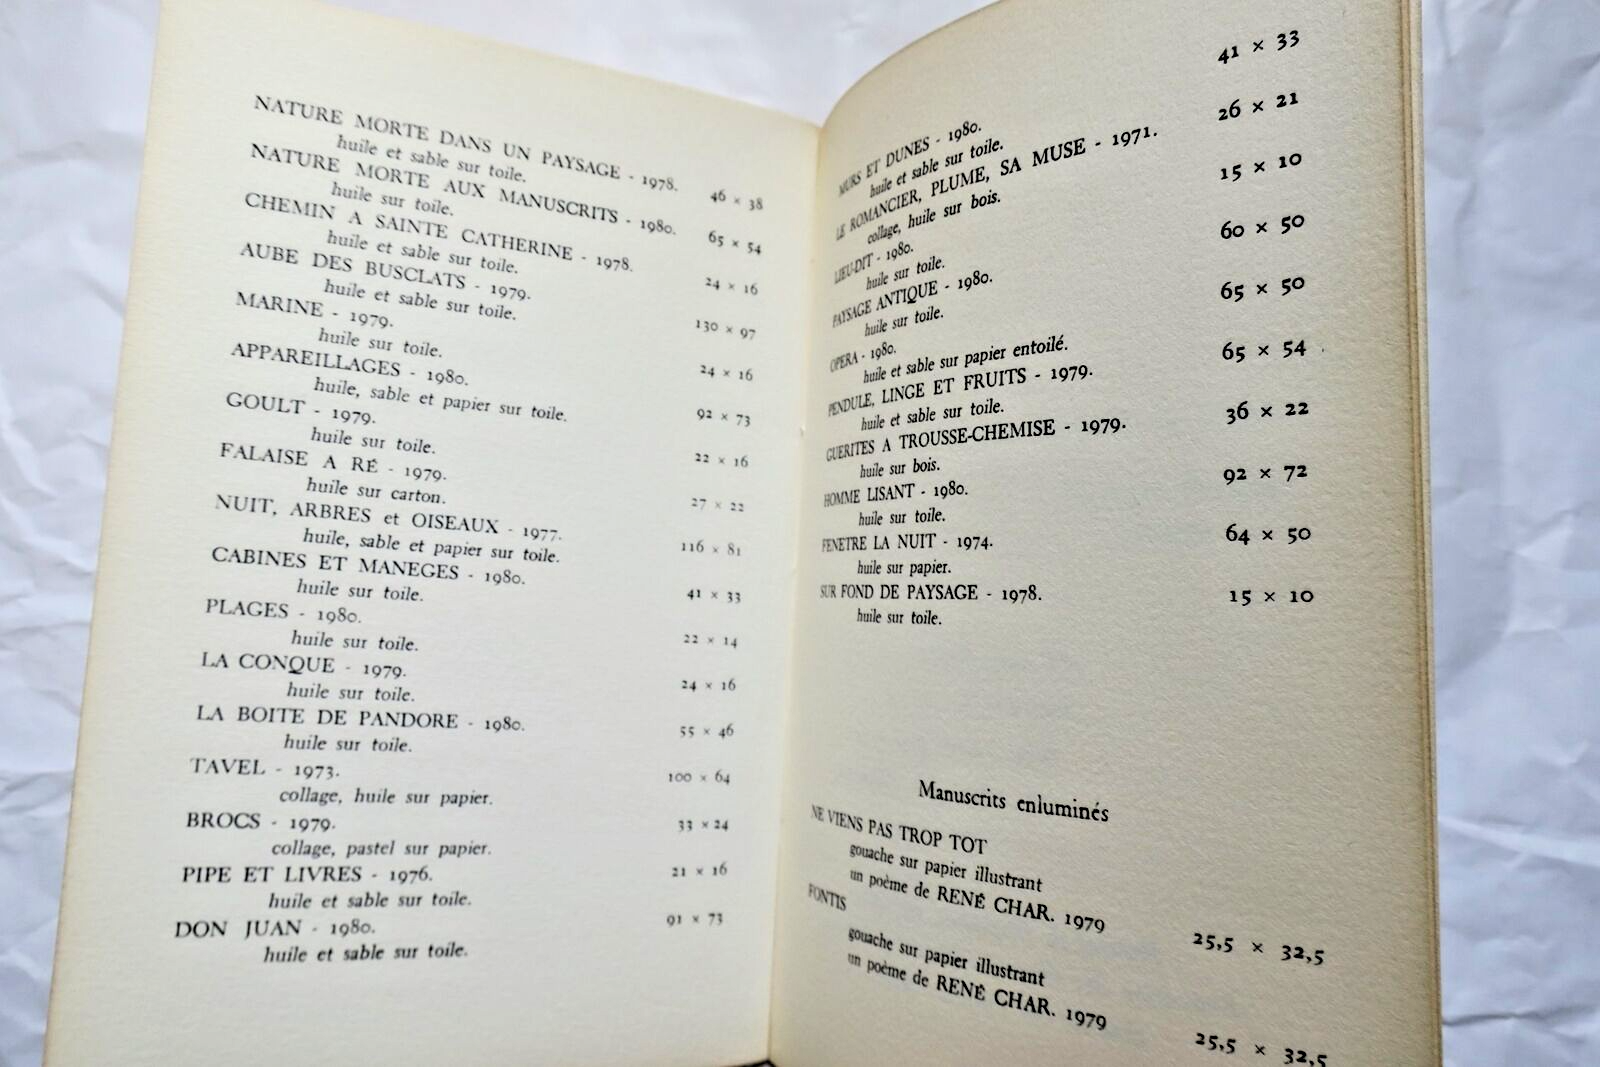 NATURE MORTE DANS UN PAYSAGE - 1978.
huile et sable sur toile. 46 × 38
NATURE MORTE AUX MANUSCRITS - 1980.
huile sur toile. 65 × 54
CHEMIN A SAINTE CATHERINE - 1978.
huile et sable sur toile. 24 × 16
AUBE DES BUSCLATS - 1979.
huile et sable sur toile. 130 × 97
MARINE - 1979.
huile sur toile. 24 × 16
APPAREILLAGES - 1980.
huile, sable et papier sur toile. 92 × 73
GOULT - 1979.
huile sur toile. 22 × 16
FALAISE A RÉ - 1979.
huile sur carton. 27 × 22
NUIT, ARBRES et OISEAUX - 1977.
huile, sable et papier sur toile. 116 × 81
CABINES ET MANEGES - 1980.
huile sur toile. 41 × 33
PLAGES - 1980.
huile sur toile. 22 × 14
LA CONQUE - 1979.
huile sur toile. 24 × 16
LA BOITE DE PANDORE - 1980.
huile sur toile. 55 × 46
TAVEL - 1973.
collage, huile sur papier. 100 × 64
BROCS - 1979.
collage, pastel sur papier. 33 × 24
PIPE ET LIVRES - 1976.
huile et sable sur toile. 21 × 16
DON JUAN - 1980.
huile et sable sur toile. 91 × 73
MURS ET DUNES - 1980.
huile et sable sur toile. 41 × 33
LE ROMANCIER, PLUME, SA MUSE - 1971.
collage, huile sur bois. 26 × 21
LIEU-DIT - 1980.
huile sur toile. 15 × 10
PAYSAGE ANTIQUE - 1980.
huile sur toile. 60 × 50
OPERA - 1980.
huile et sable sur papier entoilé. 65 × 50
PENDULE, LINGE ET FRUITS - 1979.
huile et sable sur toile. 65 × 54
GUERITES A TROUSSE-CHEMISE - 1979.
huile sur bois. 36 × 22
HOMME LISANT - 1980.
huile sur toile. 92 × 72
FENETRE LA NUIT - 1974.
huile sur papier. 64 × 50
SUR FOND DE PAYSAGE - 1978.
huile sur toile. 15 × 10
Manuscrits enluminés
NE VIENS PAS TROP TOT
gouache sur papier illustrant
un poème de RENÉ CHAR. 1979 25,5 × 32,5
FONTIS
gouache sur papier illustrant
un poème de RENÉ CHAR. 1979 25,5 × 32,5